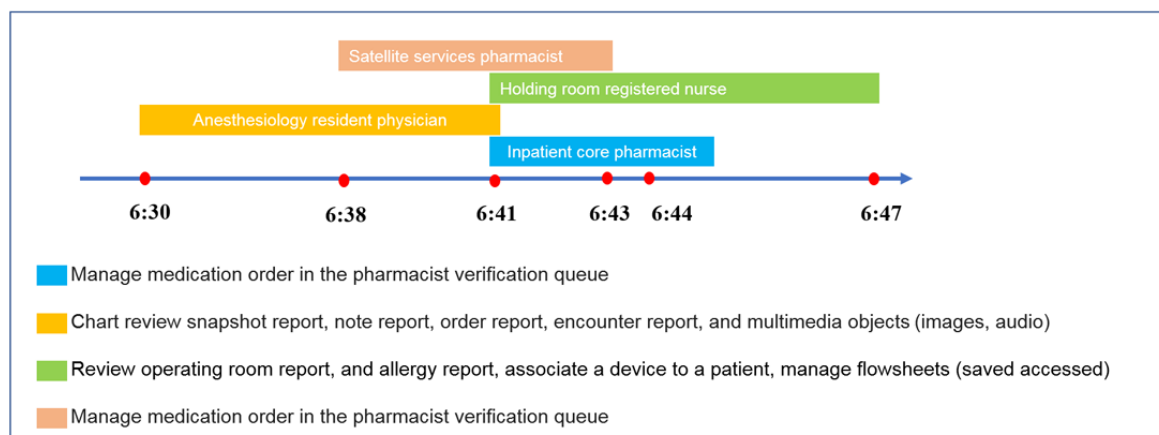 Satellite services pharmacist
Holding room registered nurse
Anesthesiology resident physician
Inpatient core pharmacist
6:30 6:38 6:41 6:43 6:44 6:47
Manage medication order in the pharmacist verification queue
Chart review snapshot report, note report, order report, encounter report, and multimedia objects (images, audio)
Review operating room report, and allergy report, associate a device to a patient, manage flowsheets (saved accessed)
Manage medication order in the pharmacist verification queue